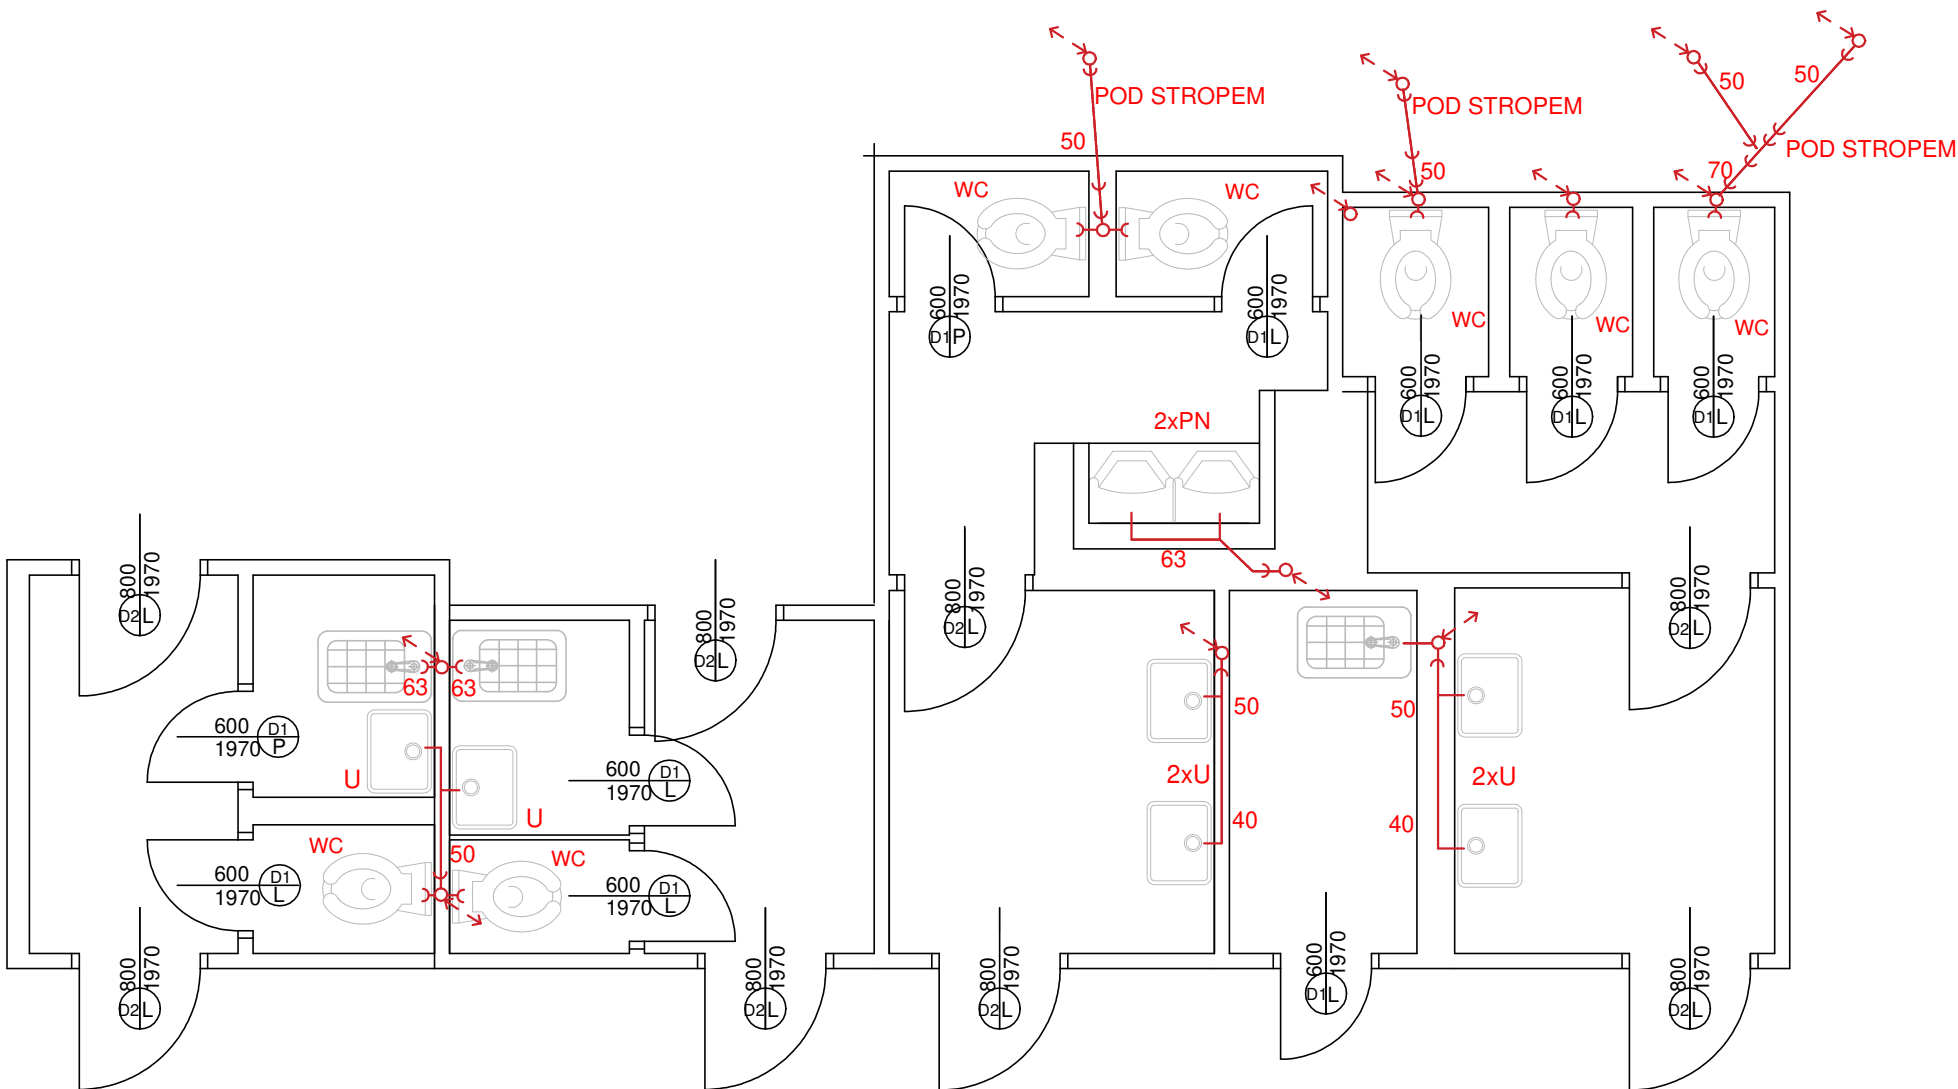 50
50
POD STROPEM
POD STROPEM
50
POD STROPEM
50
70
WC
WC
600
1970
D1 P
600
1970
D1 L
WC
WC
WC
600
1970
D1 L
600
1970
D1 L
600
1970
D1 L
2xPN
63
800
1970
D2 L
800
1970
D2 L
800
1970
D2 L
800
1970
D2 L
63
63
600
1970
D1
P
U
600
1970
D1
L
U
50
50
2xU
2xU
40
40
WC
50
WC
600
1970
D1
L
600
1970
D1
L
800
1970
D2 L
800
1970
D2 L
800
1970
D2 L
600
1970
D1 L
800
1970
D2 L